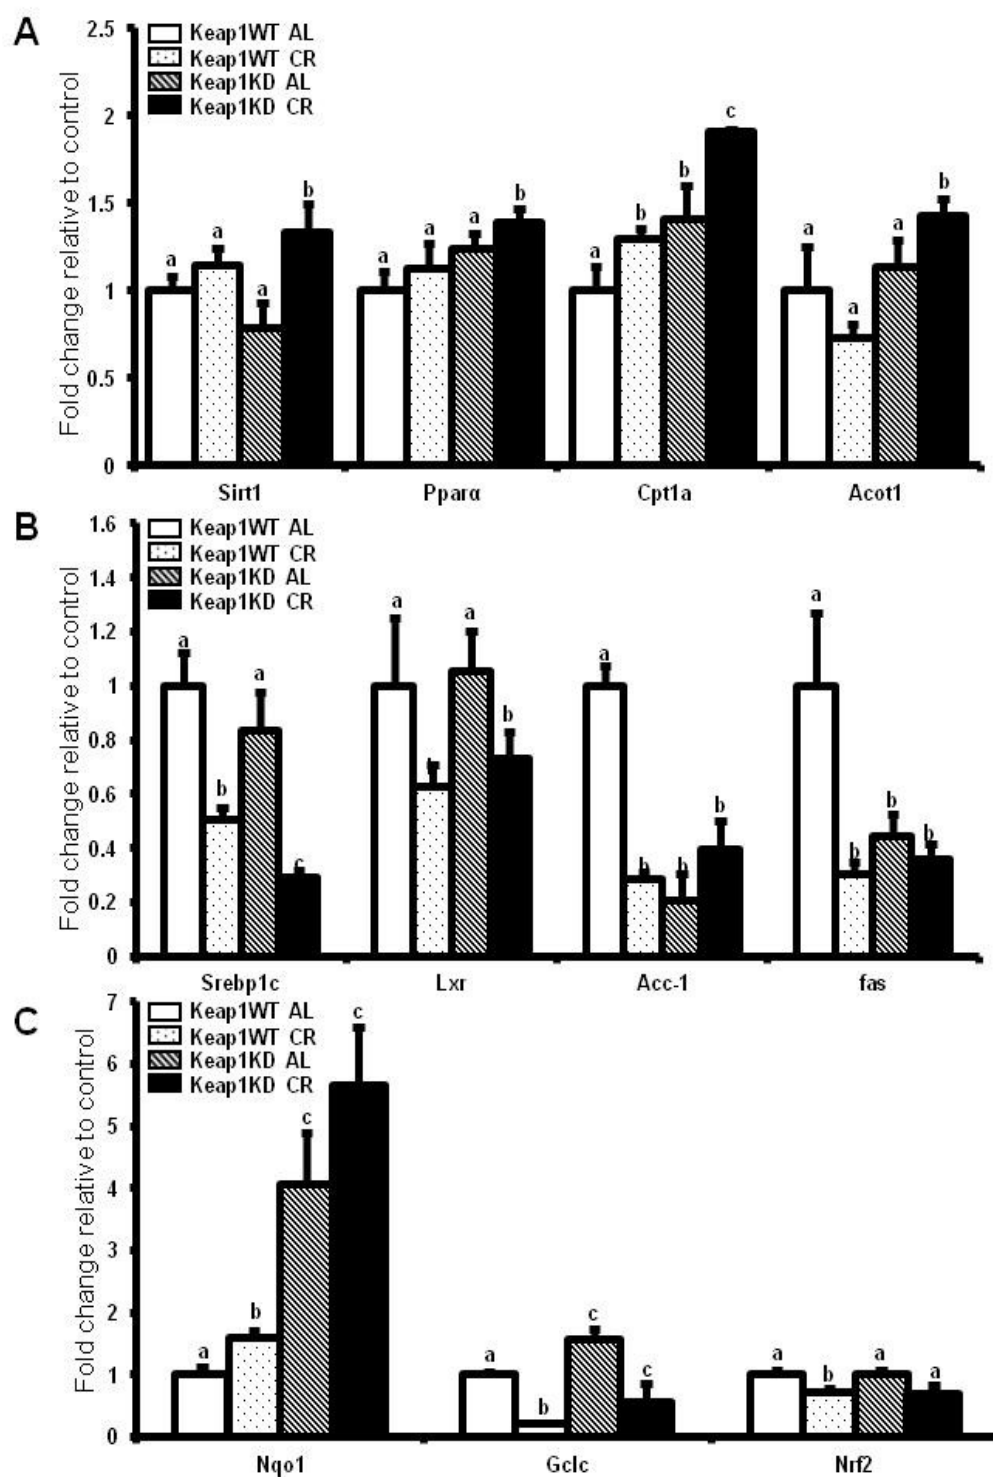 A
Fold change relative to control
2.5
2
1.5
1
0.5
0
Keap1WT AL
Keap1WT CR
Keap1KD AL
Keap1KD CR
a a a b
a a a b
a b b c
a a a b
Sirt1 Pparα Cpt1a Acot1
B
Fold change relative to control
1.6
1.4
1.2
1
0.8
0.6
0.4
0.2
0
Keap1WT AL
Keap1WT CR
Keap1KD AL
Keap1KD CR
a b a c
a b a b
a b b b
a b b b
Srebp1c Lxr Acc-1 fas
C
Fold change relative to control
7
6
5
4
3
2
1
0
Keap1WT AL
Keap1WT CR
Keap1KD AL
Keap1KD CR
a b c c
a b c c
a b a a
Nqo1 Gclc Nrf2